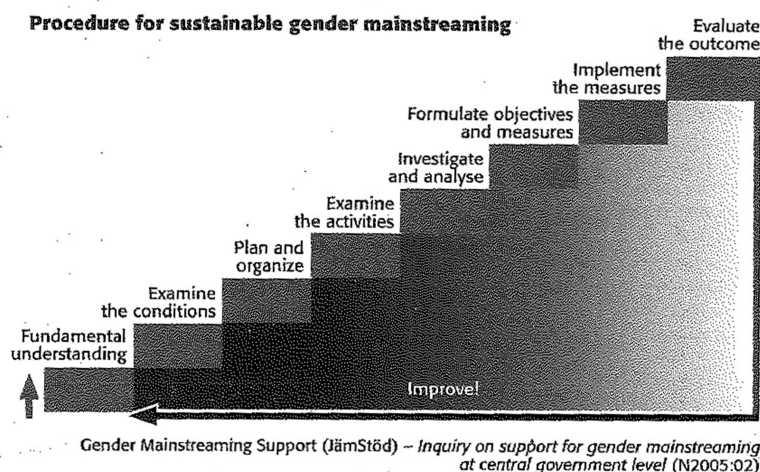 Procedure for sustainable gender mainstreaming
Evaluate
the outcome
Implement
the measures
Formulate objectives
and measures
Investigate
and analyse
Examine
the activities
Plan and
organize
Examine
the conditions
Fundamental
understanding
Improve!
Gender Mainstreaming Support (JämStöd) – Inquiry on support for gender mainstreaming
at central government level (N2005:02)